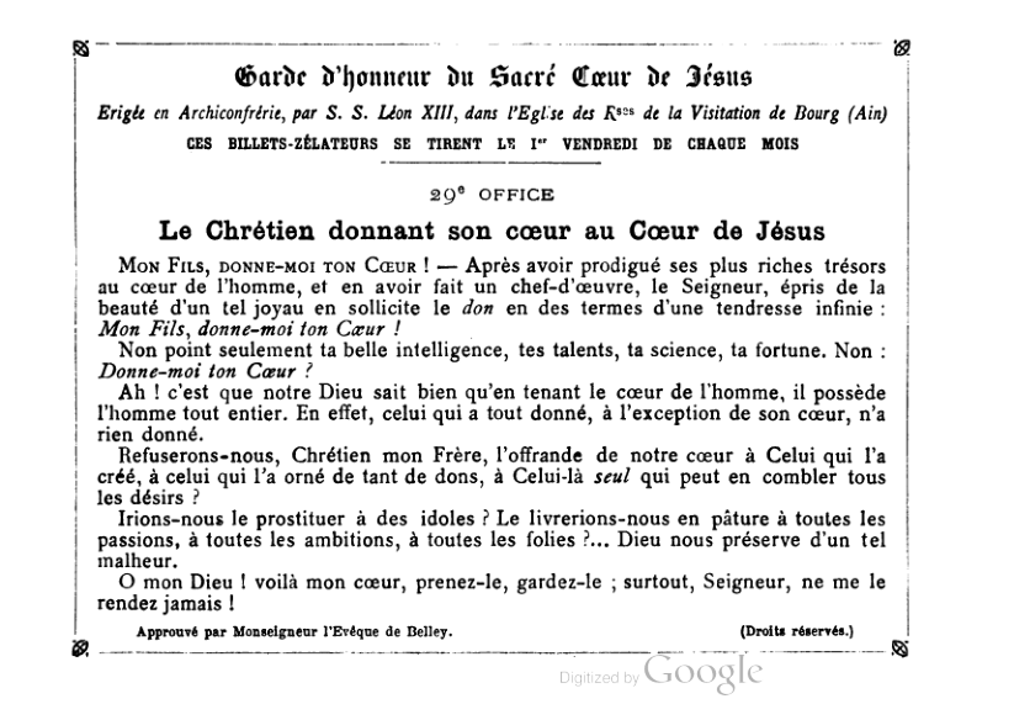 Garde d'honneur du Sacré Cœur de Jésus
Erigée en Archiconfrérie, par S. S. Léon XIII, dans l'Eglise des Rses de la Visitation de Bourg (Ain)
CES BILLETS-ZÉLATEURS SE TIRENT LE Ier VENDREDI DE CHAQUE MOIS
29e OFFICE
Le Chrétien donnant son cœur au Cœur de Jésus
MON FILS, DONNE-MOI TON CŒUR ! — Après avoir prodigué ses plus riches trésors
au cœur de l'homme, et en avoir fait un chef-d'œuvre, le Seigneur, épris de la
beauté d'un tel joyau en sollicite le don en des termes d'une tendresse infinie :
Mon Fils, donne-moi ton Cœur !
Non point seulement ta belle intelligence, tes talents, ta science, ta fortune. Non :
Donne-moi ton Cœur ?
Ah ! c'est que notre Dieu sait bien qu'en tenant le cœur de l'homme, il possède
l'homme tout entier. En effet, celui qui a tout donné, à l'exception de son cœur, n'a
rien donné.
Refuserons-nous, Chrétien mon Frère, l'offrande de notre cœur à Celui qui l'a
créé, à celui qui l'a orné de tant de dons, à Celui-là seul qui peut en combler tous
les désirs ?
Irions-nous le prostituer à des idoles ? Le livrerions-nous en pâture à toutes les
passions, à toutes les ambitions, à toutes les folies ?... Dieu nous préserve d'un tel
malheur.
O mon Dieu ! voilà mon cœur, prenez-le, gardez-le ; surtout, Seigneur, ne me le
rendez jamais !
Approuvé par Monseigneur l'Evêque de Belley. (Droits réservés.)
Digitized by Google